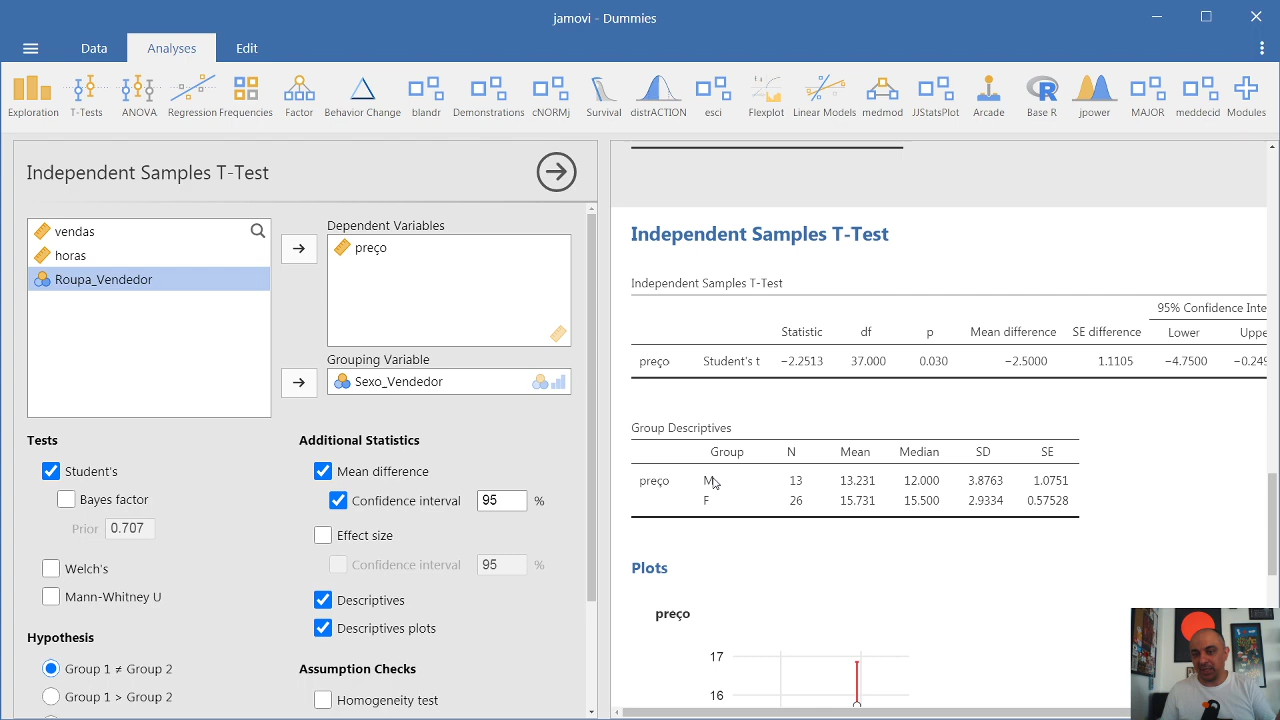 jamovi - Dummies
Data Analyses Edit
Exploration T-Tests ANOVA Regression Frequencies Factor Behavior Change blandr Demonstrations cNORMj Survival distrACTION esci Flexplot Linear Models medmod JJStatsPlot Arcade Base R jpower MAJOR meddecid Modules
Independent Samples T-Test
vendas
horas
Roupa_Vendedor
Dependent Variables
preço
Grouping Variable
Sexo_Vendedor
Tests
Student's
Bayes factor
Prior 0.707
Welch's
Mann-Whitney U
Hypothesis
Group 1 ≠ Group 2
Group 1 > Group 2
Additional Statistics
Mean difference
Confidence interval 95 %
Effect size
Confidence interval 95 %
Descriptives
Descriptives plots
Assumption Checks
Homogeneity test
Independent Samples T-Test
Independent Samples T-Test
95% Confidence Inte
Statistic df p Mean difference SE difference Lower Uppe
preço Student's t −2.2513 37.000 0.030 −2.5000 1.1105 −4.7500 −0.249
Group Descriptives
Group N Mean Median SD SE
preço M 13 13.231 12.000 3.8763 1.0751
F 26 15.731 15.500 2.9334 0.57528
Plots
preço
17
16